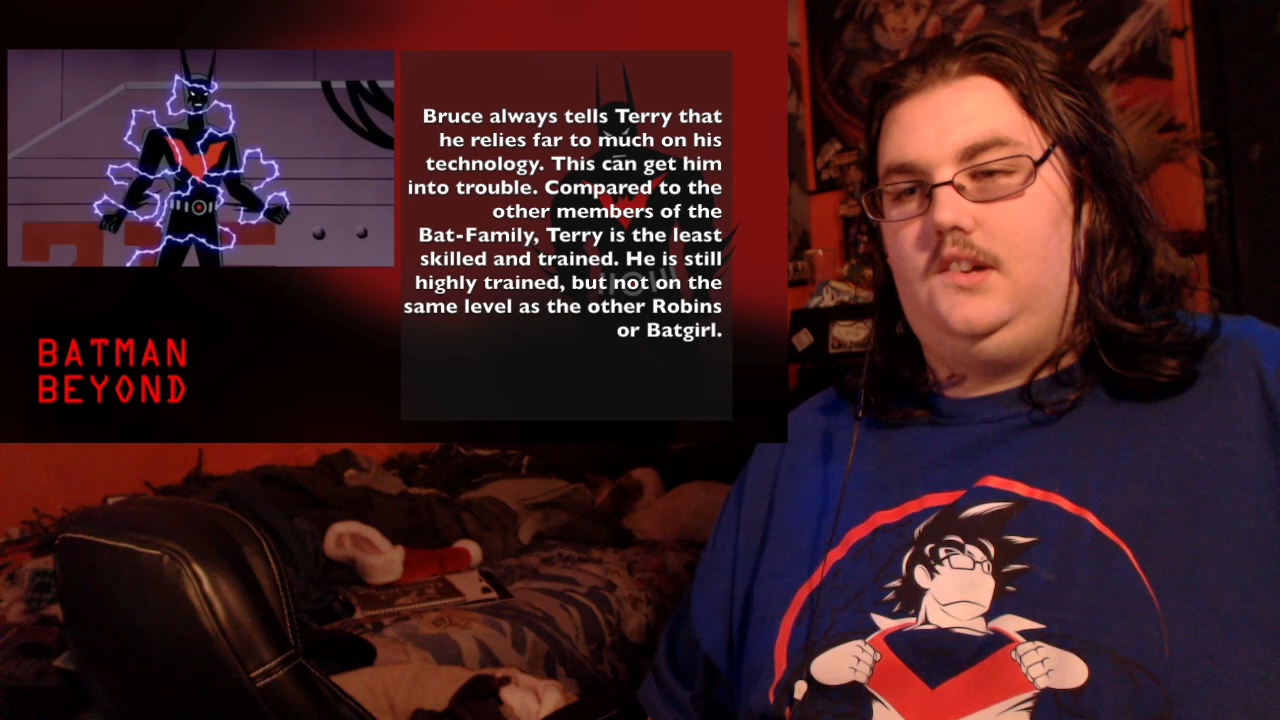 Bruce always tells Terry that
he relies far to much on his
technology. This can get him
into trouble. Compared to the
other members of the
Bat-Family, Terry is the least
skilled and trained. He is still
highly trained, but not on the
same level as the other Robins
or Batgirl.
BATMAN
BEYOND